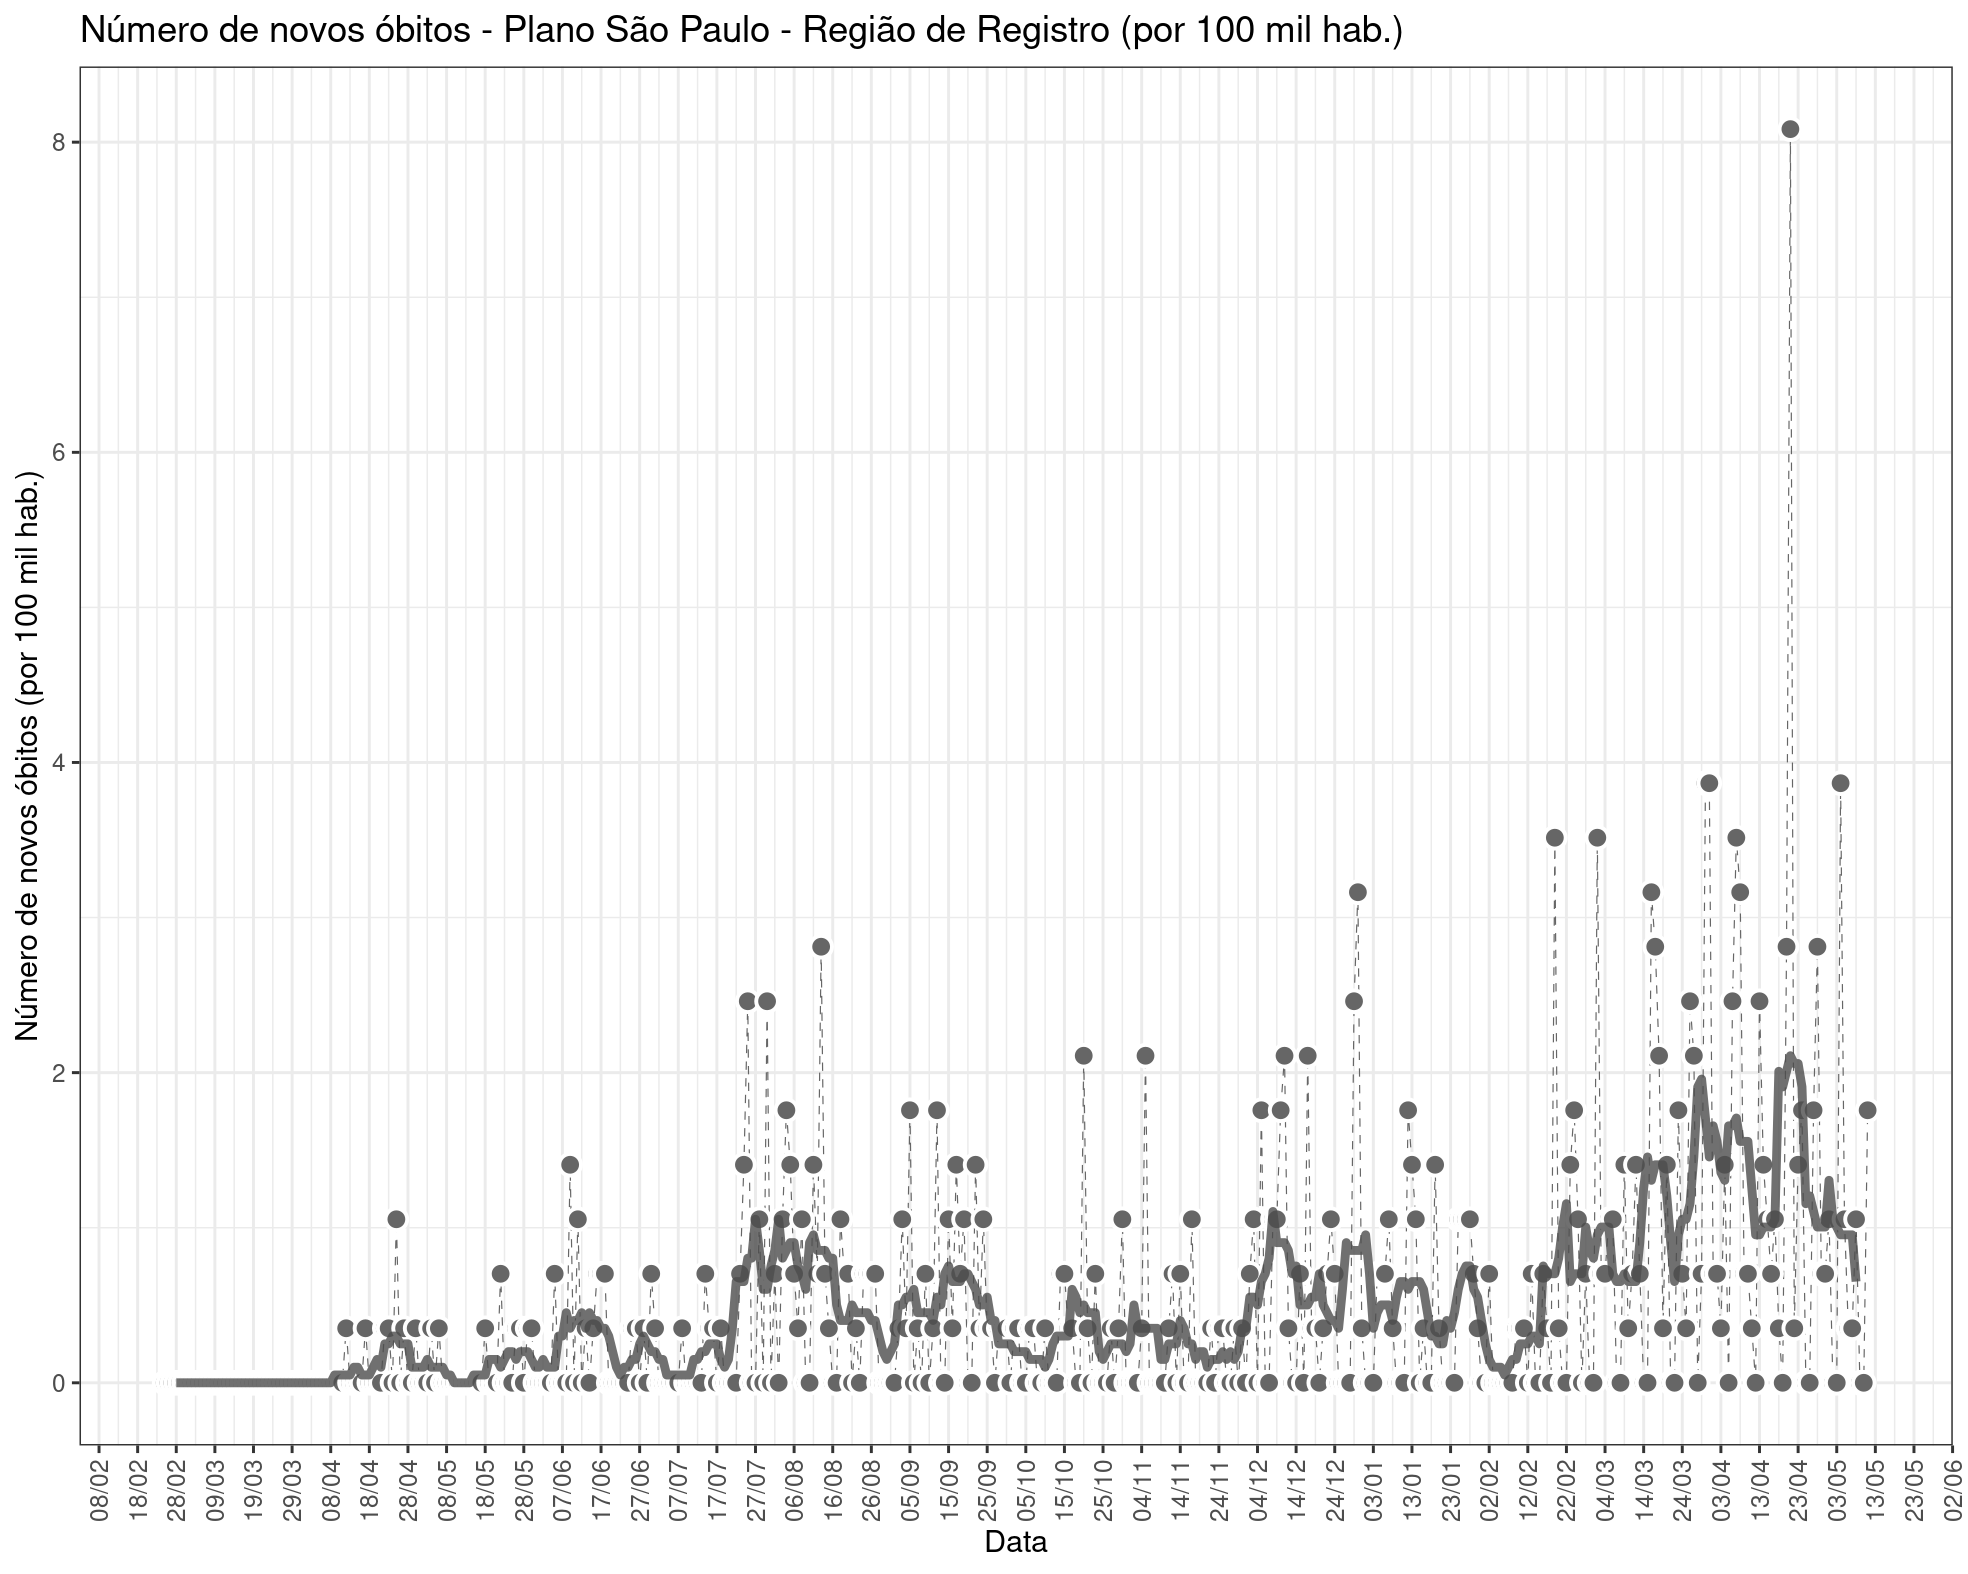 Número de novos óbitos - Plano São Paulo - Região de Registro (por 100 mil hab.)
Número de novos óbitos (por 100 mil hab.)
8
6
4
2
0
08/02 18/02 28/02 09/03 19/03 29/03 08/04 18/04 28/04 08/05 18/05 28/05 07/06 17/06 27/06 07/07 17/07 27/07 06/08 16/08 26/08 05/09 15/09 25/09 05/10 15/10 25/10 04/11 14/11 24/11 04/12 14/12 24/12 03/01 13/01 23/01 02/02 12/02 22/02 04/03 14/03 24/03 03/04 13/04 23/04 03/05 13/05 23/05 02/06
Data